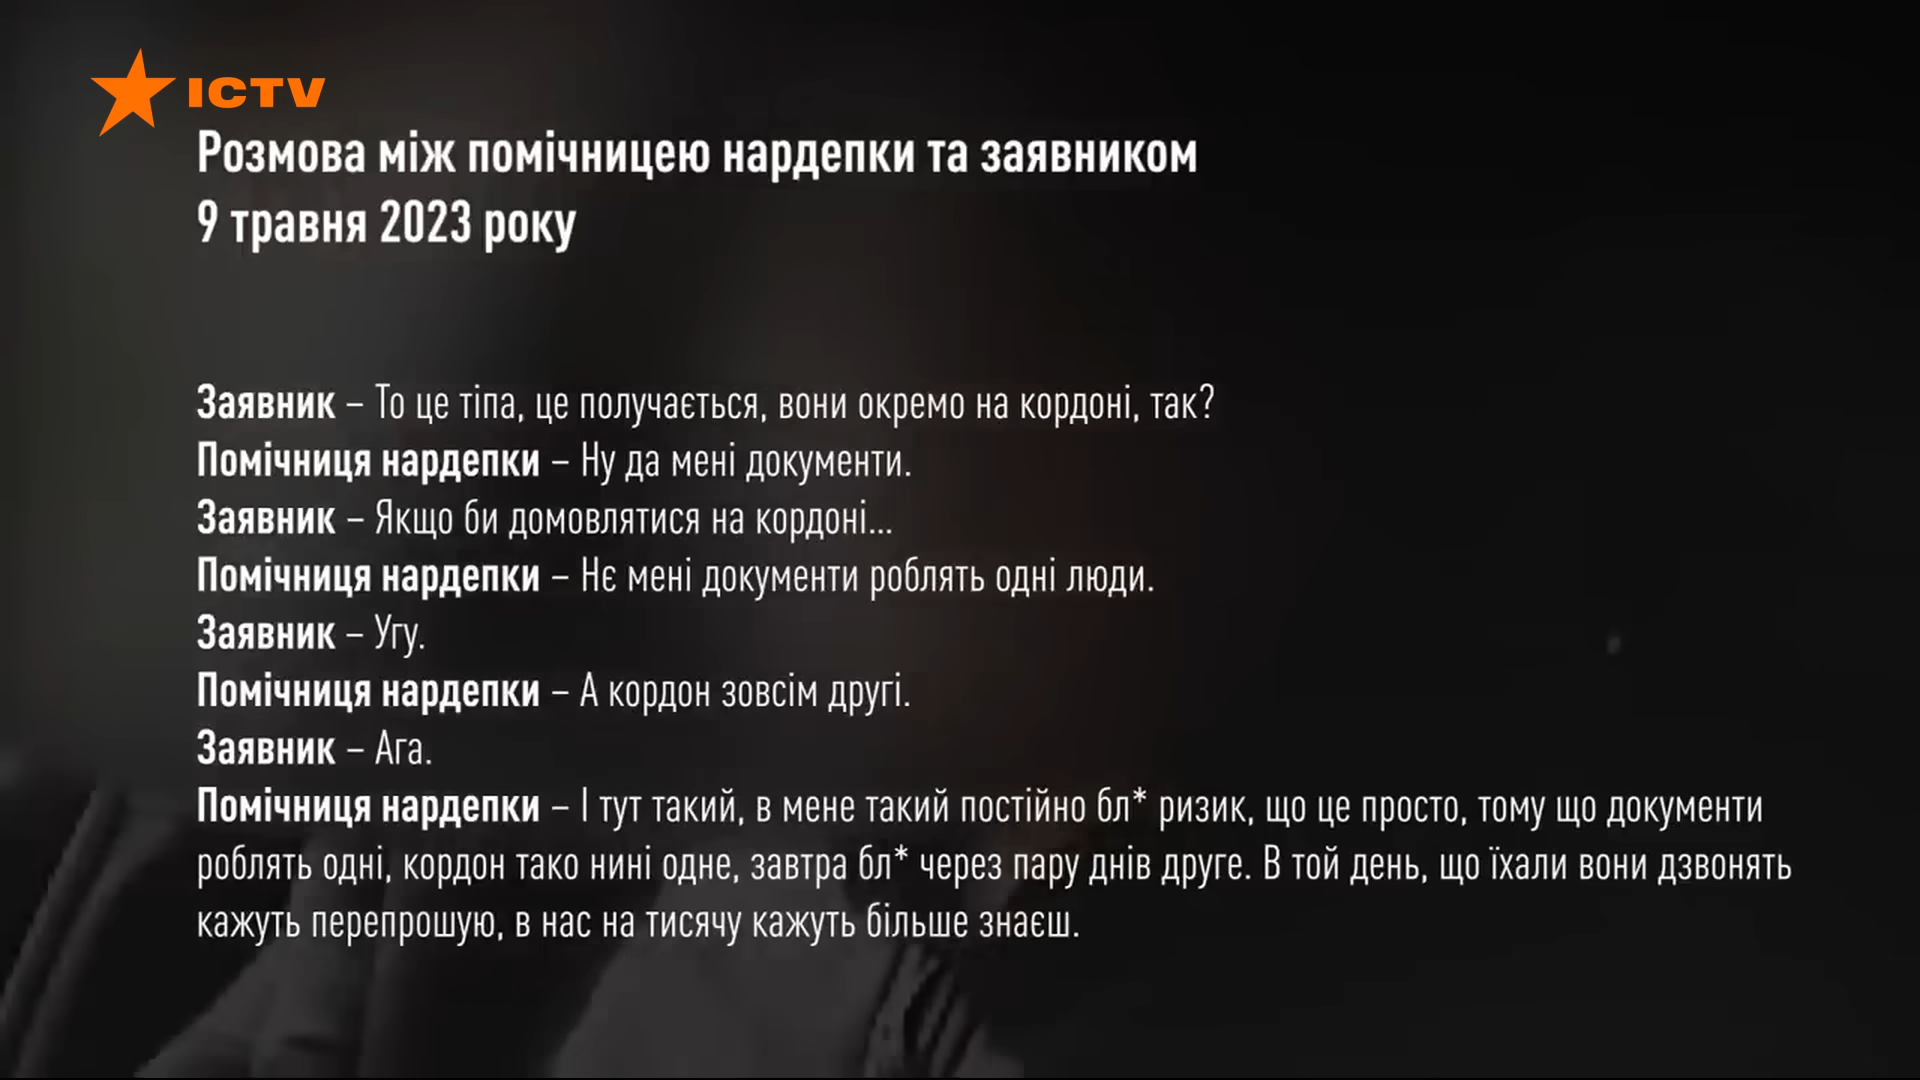 ICTV
Розмова між помічницею нардепки та заявником
9 травня 2023 року
Заявник – То це тіпа, це получається, вони окремо на кордоні, так?
Помічниця нардепки – Ну да мені документи.
Заявник – Якщо би домовлятися на кордоні...
Помічниця нардепки – Нє мені документи роблять одні люди.
Заявник – Угу.
Помічниця нардепки – А кордон зовсім другі.
Заявник – Ага.
Помічниця нардепки – І тут такий, в мене такий постійно бл* ризик, що це просто, тому що документи
роблять одні, кордон тако нині одне, завтра бл* через пару днів друге. В той день, що їхали вони дзвонять
кажуть перепрошую, в нас на тисячу кажуть більше знаєш.